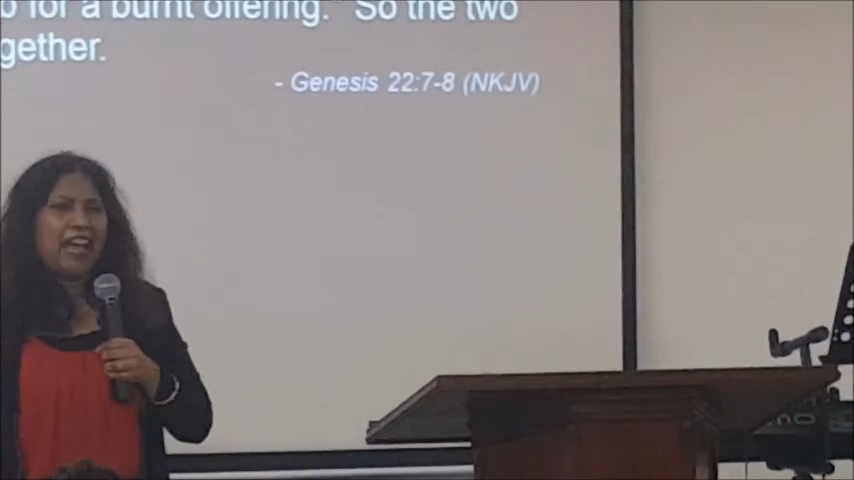 for a burnt offering." So the two
gether.
- Genesis 22:7-8 (NKJV)